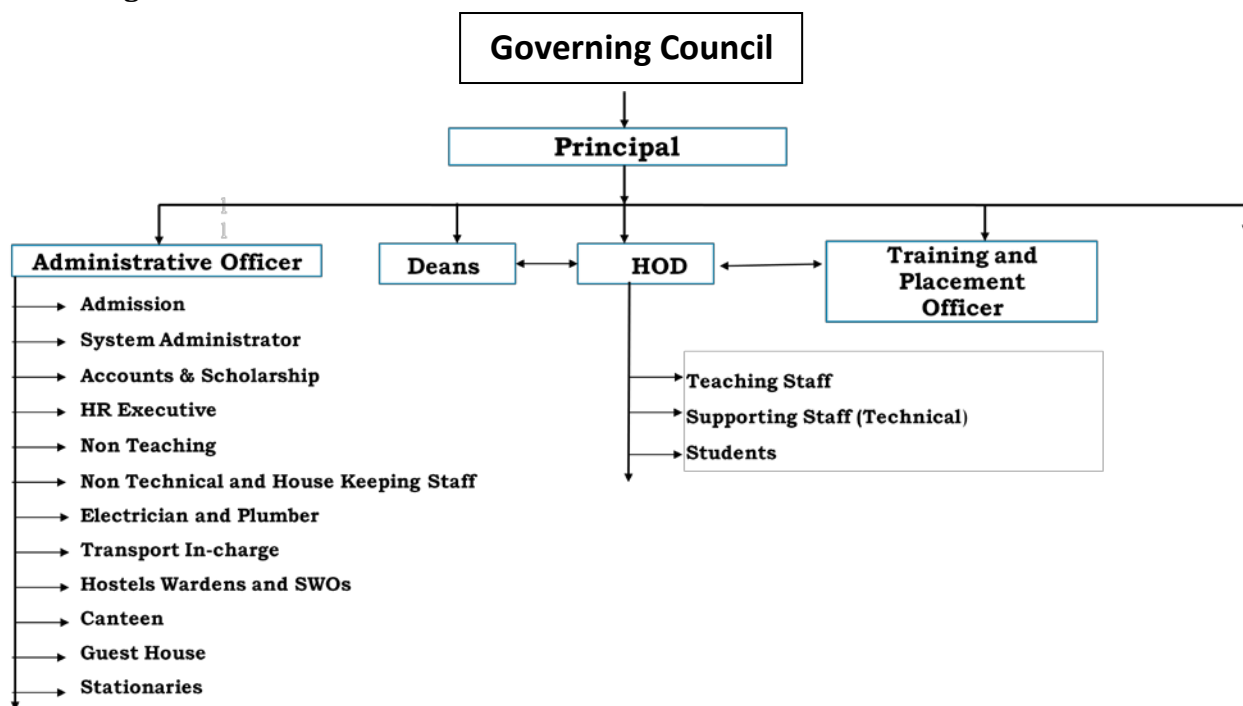 Governing Council
Principal
1
1
Administrative Officer
Deans
HOD
Training and
Placement
Officer
Admission
System Administrator
Accounts & Scholarship
HR Executive
Non Teaching
Non Technical and House Keeping Staff
Electrician and Plumber
Transport In-charge
Hostels Wardens and SWOs
Canteen
Guest House
Stationaries
Teaching Staff
Supporting Staff (Technical)
Students